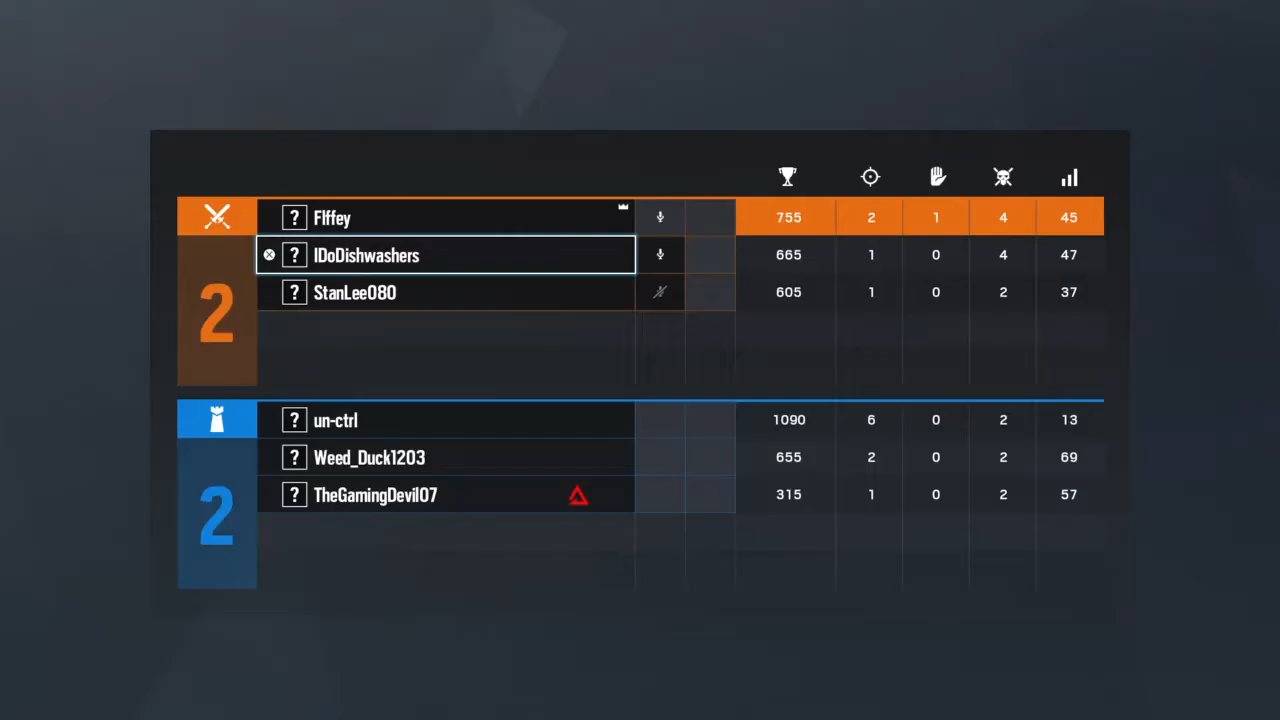 ? Flffey 755 2 1 4 45
? IDoDishwashers 665 1 0 4 47
? StanLee080 605 1 0 2 37
2
? un-ctrl 1090 6 0 2 13
? Weed_Duck1203 655 2 0 2 69
? TheGamingDevil07 315 1 0 2 57
2